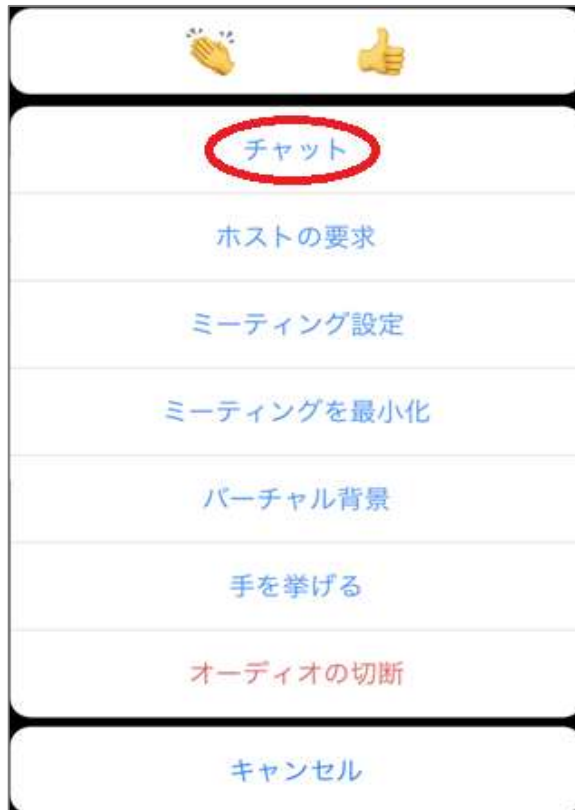 チャット
ホストの要求
ミーティング設定
ミーティングを最小化
バーチャル背景
手を挙げる
オーディオの切断
キャンセル